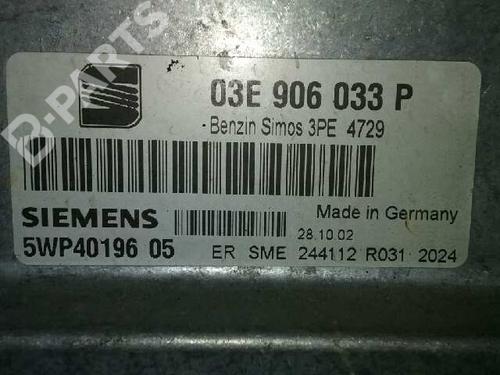 B-PARTS
03E 906 033 P
- Benzin Simos 3PE 4729
SIEMENS
Made in Germany
28.10.02
5WP40196 05
ER SME 244112 R031 2024